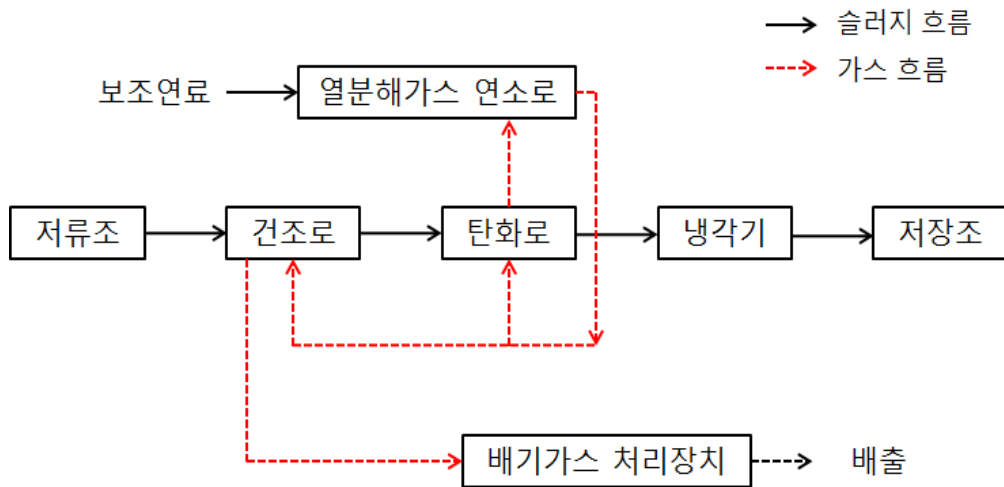 슬러지 흐름
가스 흐름
보조연료
열분해가스 연소로
저류조
건조로
탄화로
냉각기
저장조
배기가스 처리장치
배출